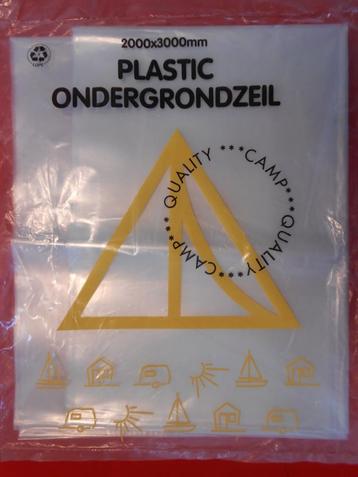 2000x3000mm
PLASTIC
ONDERGRONDZEIL
QUALITY ***CAMP****QUALITY****CAMP***